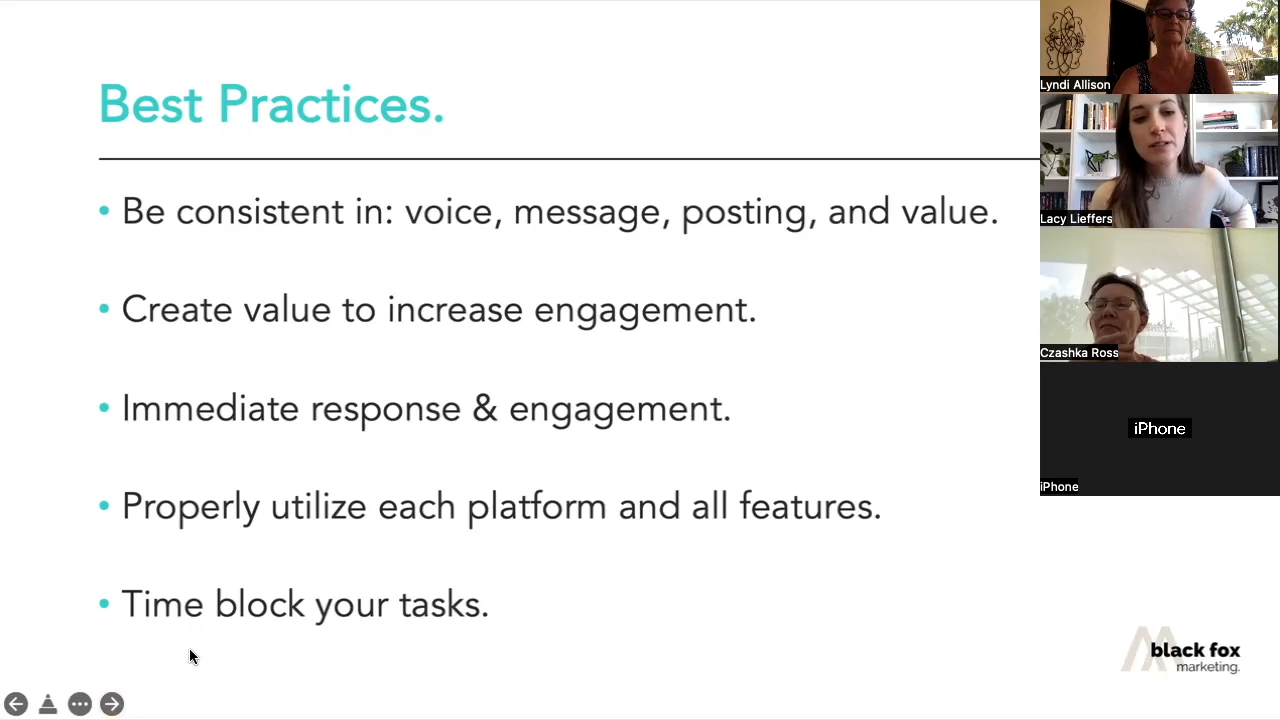 Best Practices.
• Be consistent in: voice, message, posting, and value.
• Create value to increase engagement.
• Immediate response & engagement.
• Properly utilize each platform and all features.
• Time block your tasks.
Lyndi Allison
Lacy Lieffers
Czashka Ross
iPhone
iPhone
black fox
marketing.